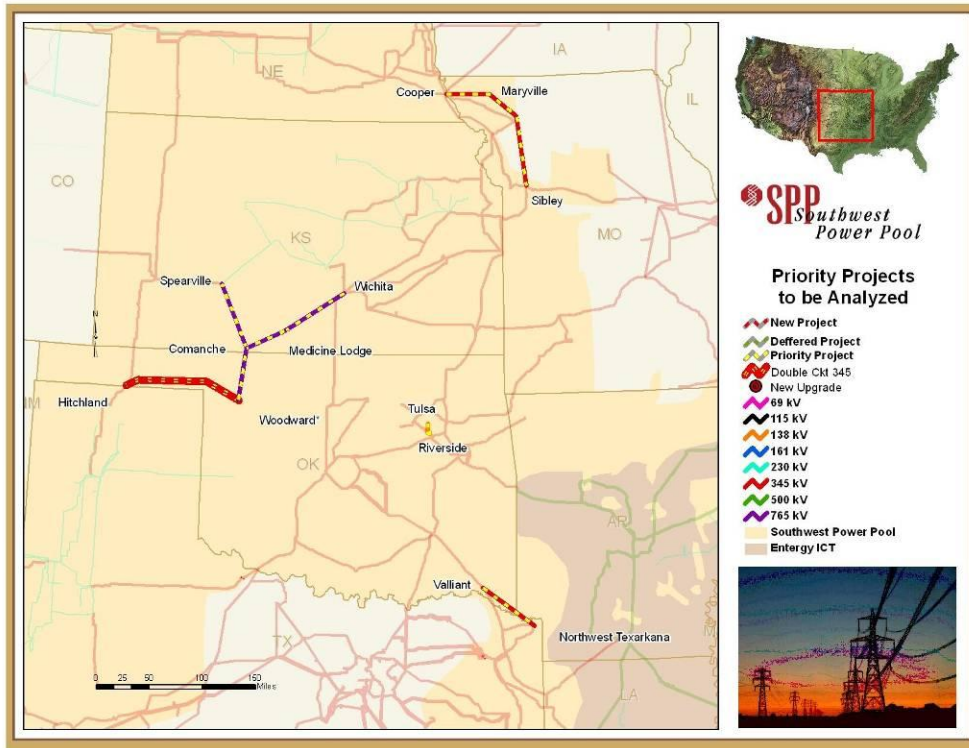 IA
NE
Cooper
Maryville
IL
CO
Sibley
MO
KS
Spearville
Wichita
N
Comanche
Medicine Lodge
Hitchland
NM
Woodward*
Tulsa
Riverside
OK
AR
Valliant
Northwest Texarkana
TX
LA
0 25 50 100 150
Miles
SPP
Southwest
Power Pool
Priority Projects
to be Analyzed
New Project
Deffered Project
Priority Project
Double Ckt 345
New Upgrade
69 kV
115 kV
138 kV
161 kV
230 kV
345 kV
500 kV
765 kV
Southwest Power Pool
Entergy ICT